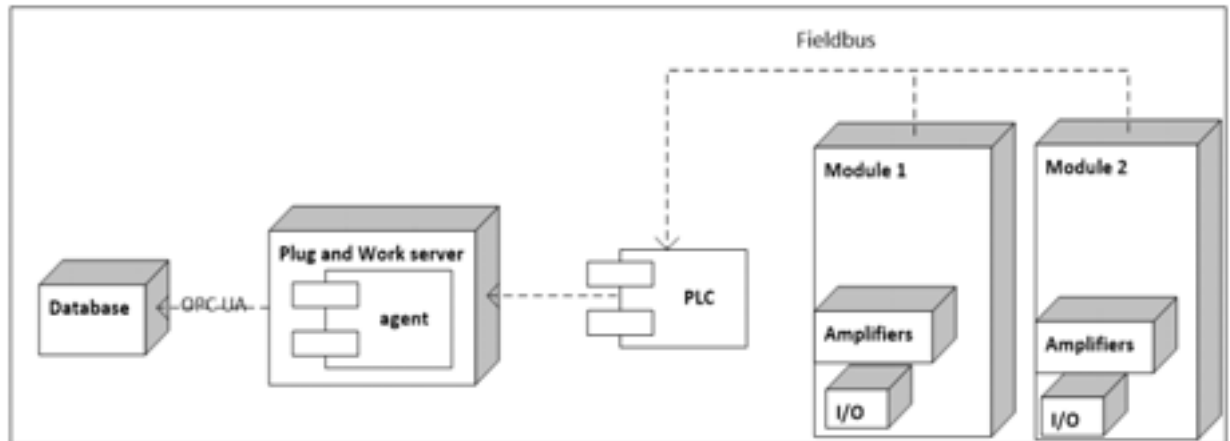 Fieldbus
Module 1
Module 2
Plug and Work server
agent
Database
OPC UA
PLC
Amplifiers
Amplifiers
I/O
I/O